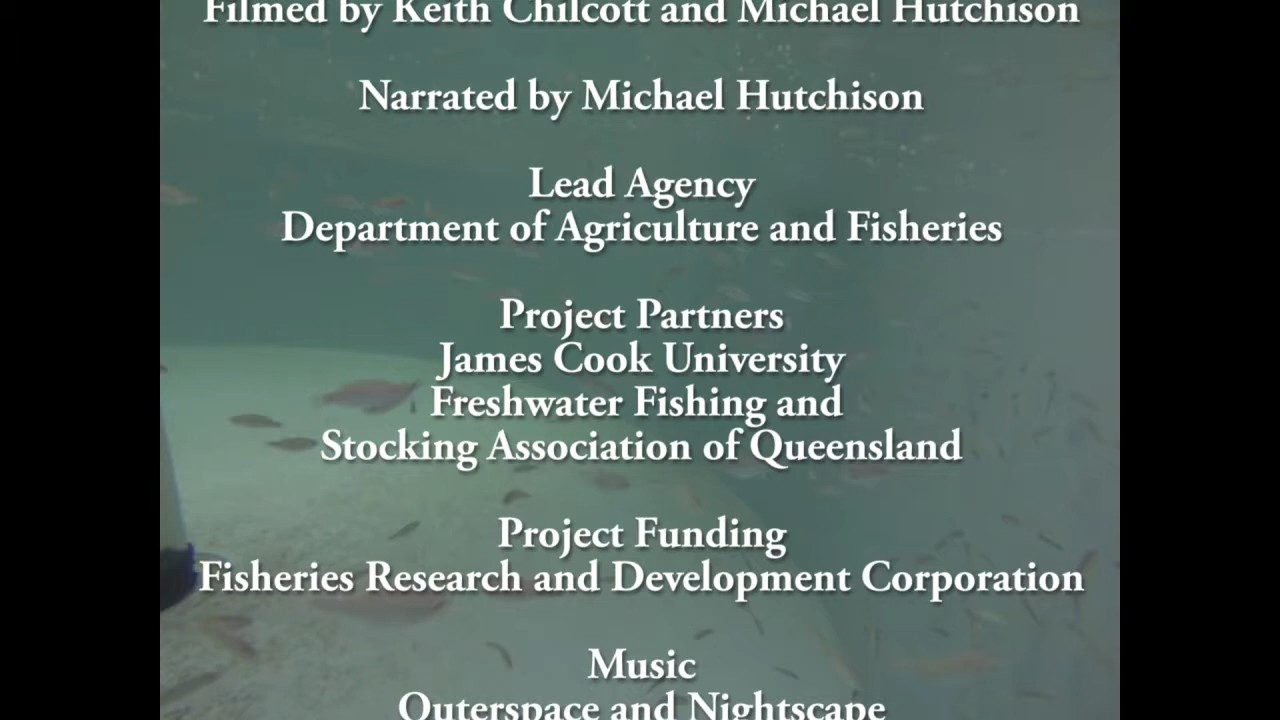 Filmed by Keith Chilcott and Michael Hutchison
Narrated by Michael Hutchison
Lead Agency
Department of Agriculture and Fisheries
Project Partners
James Cook University
Freshwater Fishing and
Stocking Association of Queensland
Project Funding
Fisheries Research and Development Corporation
Music
Outerspace and Nightscape